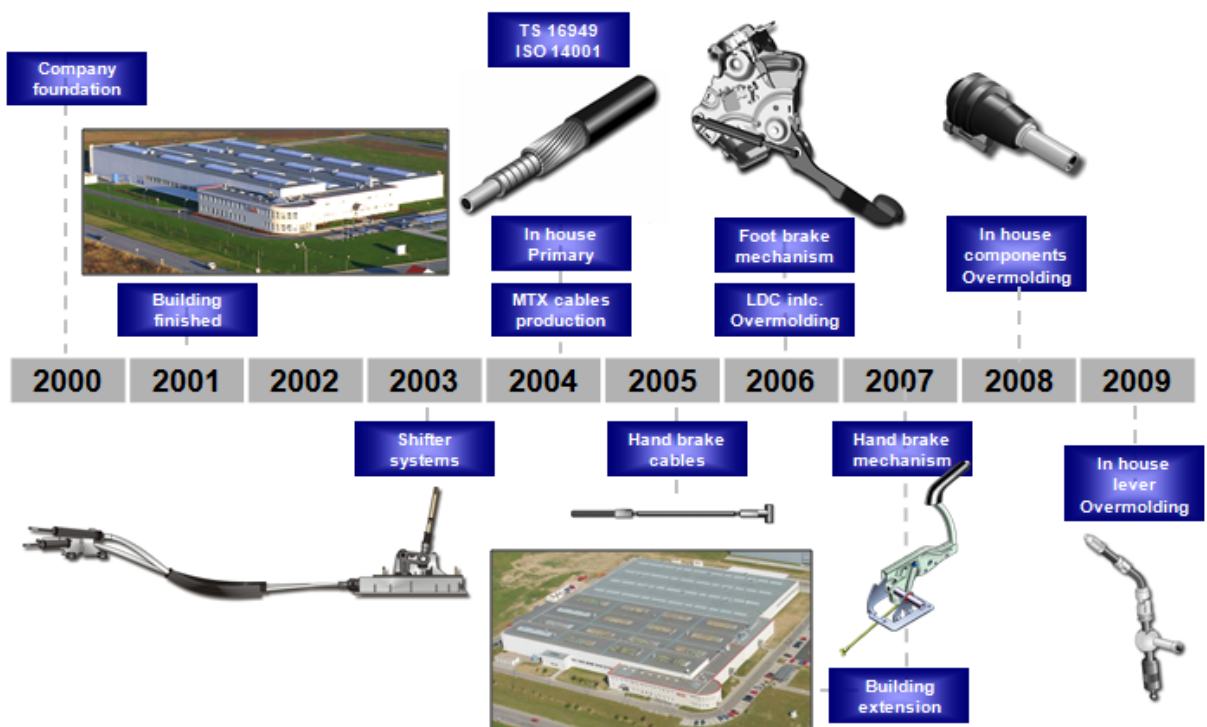 TS 16949
ISO 14001
Company
foundation
In house
Primary
Foot brake
mechanism
In house
components
Overmolding
Building
finished
MTX cables
production
LDC inlc.
Overmolding
2000
2001
2002
2003
2004
2005
2006
2007
2008
2009
Shifter
systems
Hand brake
cables
Hand brake
mechanism
In house
lever
Overmolding
Building
extension